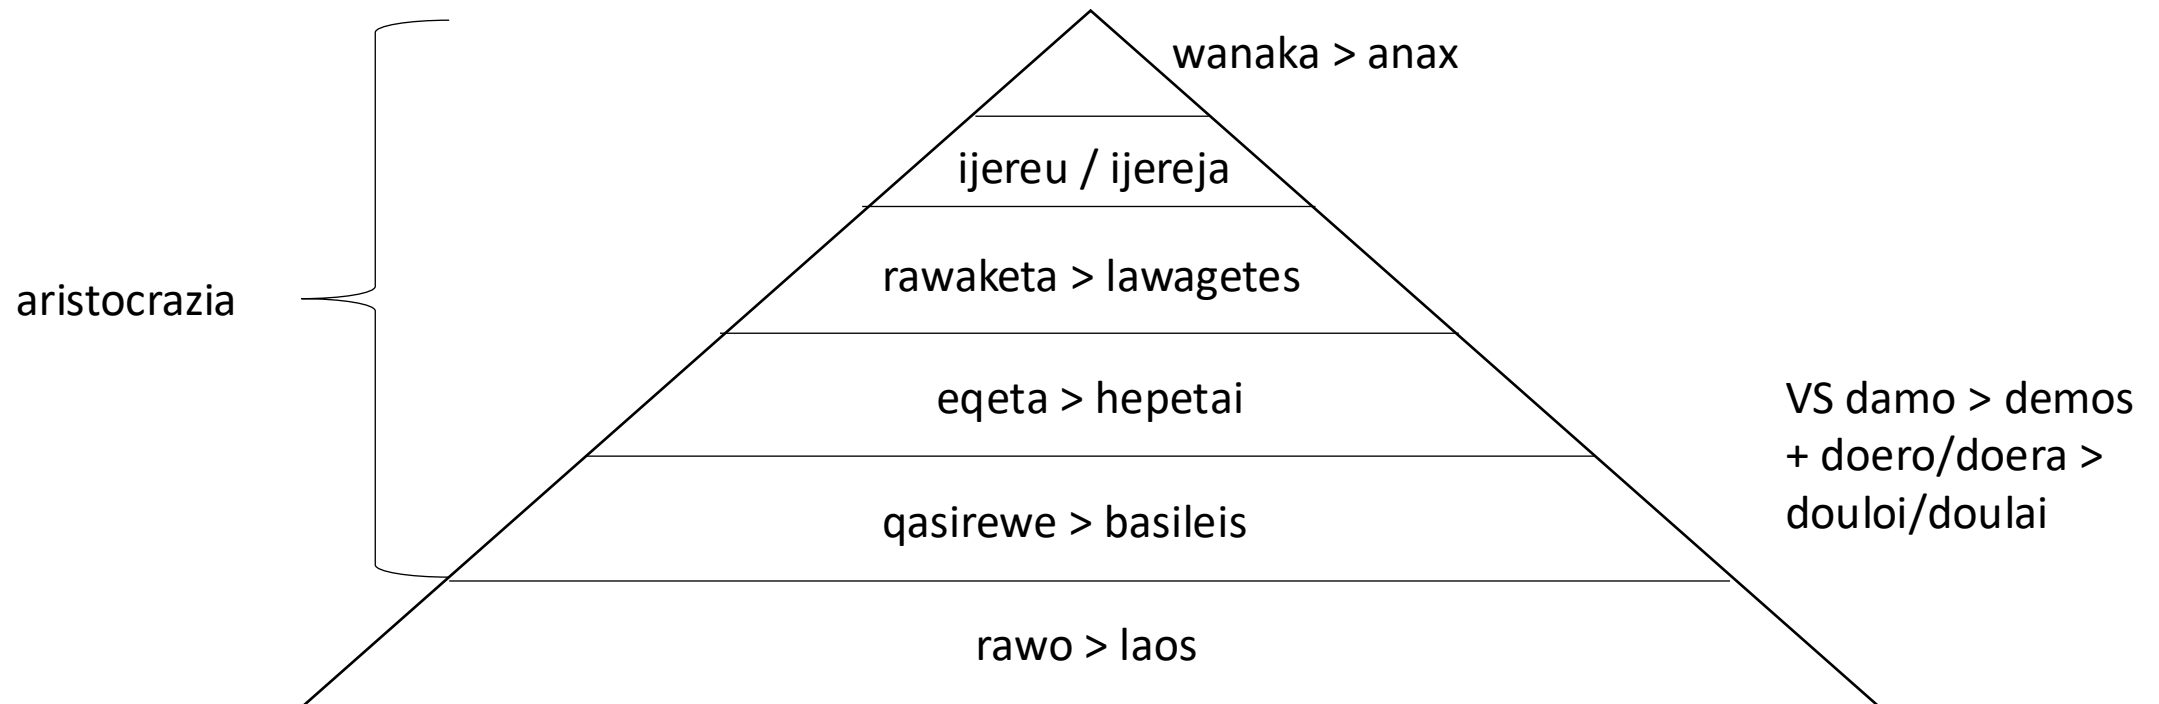 wanaka > anax
ijereu / ijereja
rawaketa > lawagetes
aristocrazia
eqeta > hepetai
VS damo > demos
+ doero/doera >
douloi/doulai
qasirewe > basileis
rawo > laos